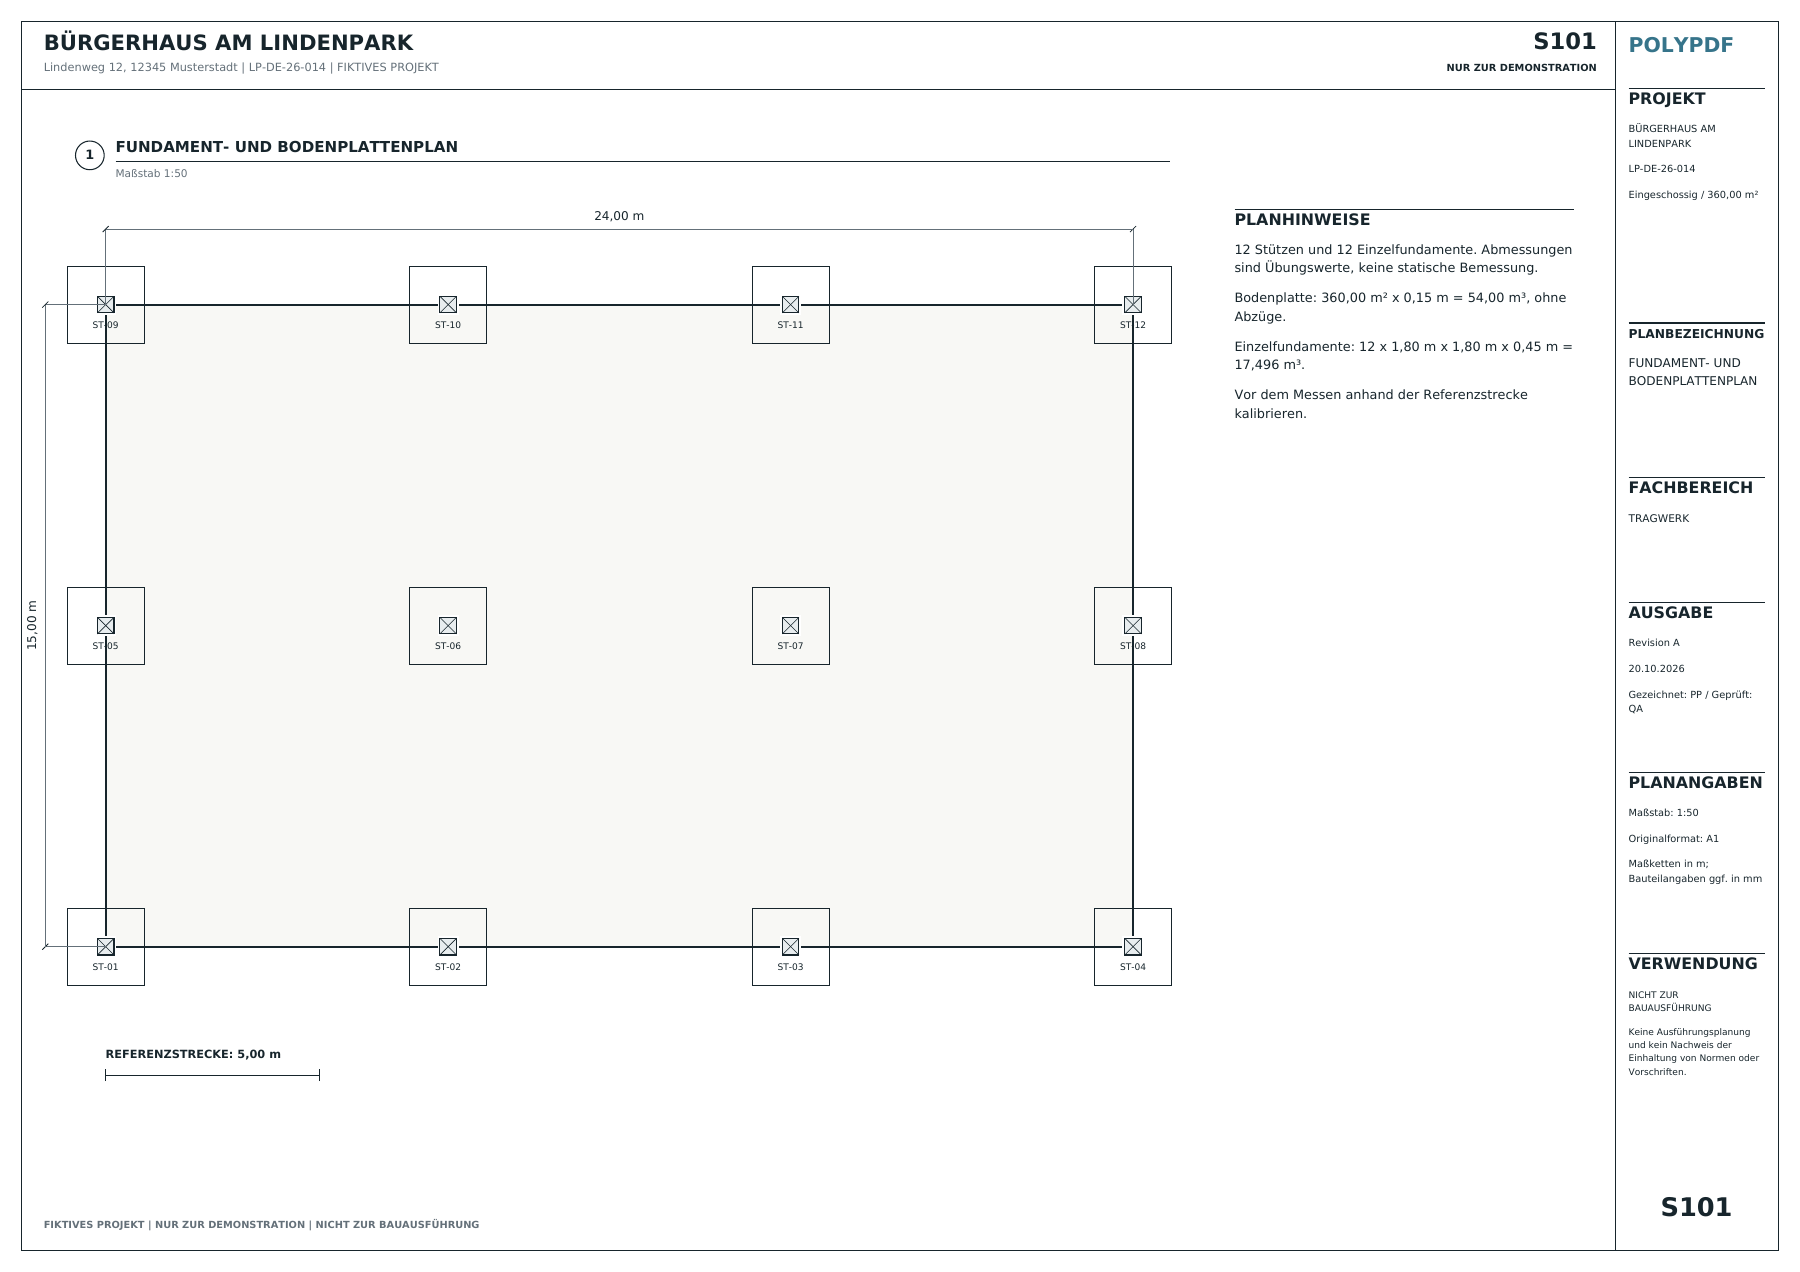 BÜRGERHAUS AM LINDENPARK
Lindenweg 12, 12345 Musterstadt | LP-DE-26-014 | FIKTIVES PROJEKT
S101
NUR ZUR DEMONSTRATION
1
FUNDAMENT- UND BODENPLATTENPLAN
Maßstab 1:50
24,00 m
15,00 m
ST-09
ST-10
ST-11
ST-12
ST-05
ST-06
ST-07
ST-08
ST-01
ST-02
ST-03
ST-04
REFERENZSTRECKE: 5,00 m
PLANHINWEISE
12 Stützen und 12 Einzelfundamente. Abmessungen
sind Übungswerte, keine statische Bemessung.
Bodenplatte: 360,00 m² x 0,15 m = 54,00 m³, ohne
Abzüge.
Einzelfundamente: 12 x 1,80 m x 1,80 m x 0,45 m =
17,496 m³.
Vor dem Messen anhand der Referenzstrecke
kalibrieren.
FIKTIVES PROJEKT | NUR ZUR DEMONSTRATION | NICHT ZUR BAUAUSFÜHRUNG
POLYPDF
PROJEKT
BÜRGERHAUS AM
LINDENPARK
LP-DE-26-014
Eingeschossig / 360,00 m²
PLANBEZEICHNUNG
FUNDAMENT- UND
BODENPLATTENPLAN
FACHBEREICH
TRAGWERK
AUSGABE
Revision A
20.10.2026
Gezeichnet: PP / Geprüft:
QA
PLANANGABEN
Maßstab: 1:50
Originalformat: A1
Maßketten in m;
Bauteilangaben ggf. in mm
VERWENDUNG
NICHT ZUR
BAUAUSFÜHRUNG
Keine Ausführungsplanung
und kein Nachweis der
Einhaltung von Normen oder
Vorschriften.
S101